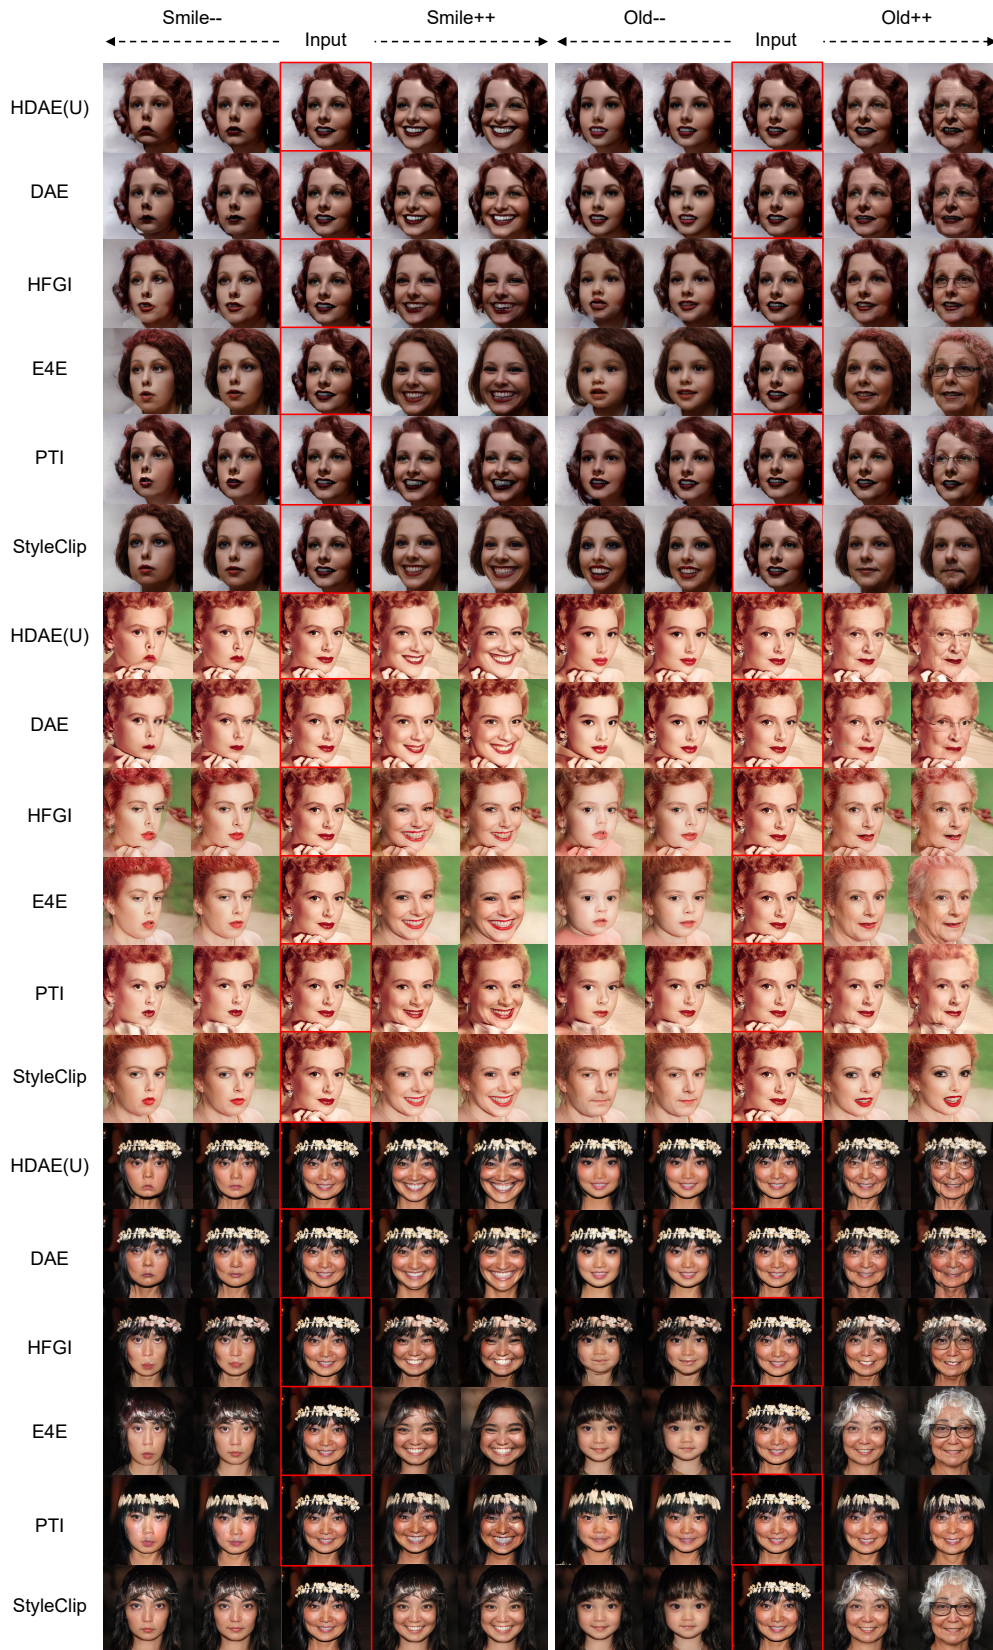 Smile-- Smile++ Old-- Old++
Input Input
HDAE(U)
DAE
HFGI
E4E
PTI
StyleClip
HDAE(U)
DAE
HFGI
E4E
PTI
StyleClip
HDAE(U)
DAE
HFGI
E4E
PTI
StyleClip